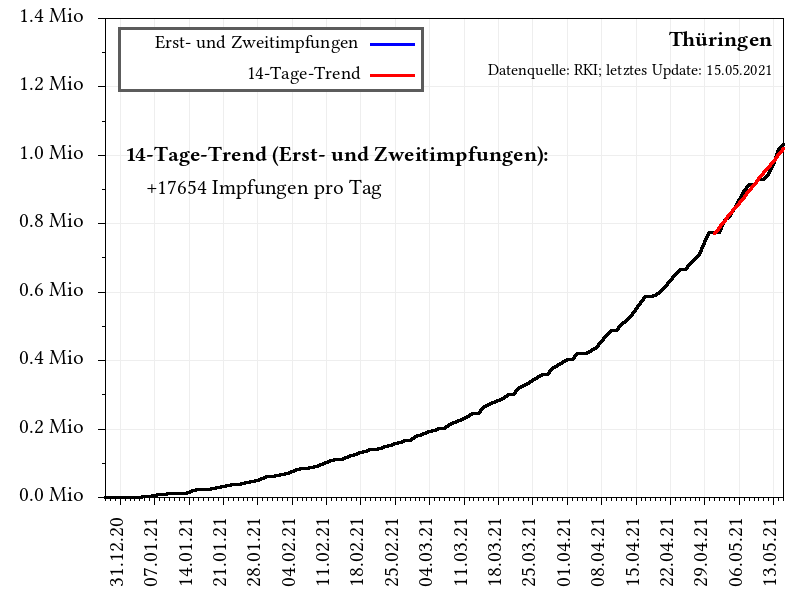 1.4 Mio
Erst- und Zweitimpfungen
14-Tage-Trend
Thüringen
Datenquelle: RKI; letztes Update: 15.05.2021
1.2 Mio
14-Tage-Trend (Erst- und Zweitimpfungen):
+17654 Impfungen pro Tag
1.0 Mio
0.8 Mio
0.6 Mio
0.4 Mio
0.2 Mio
0.0 Mio
31.12.20
07.01.21
14.01.21
21.01.21
28.01.21
04.02.21
11.02.21
18.02.21
25.02.21
04.03.21
11.03.21
18.03.21
25.03.21
01.04.21
08.04.21
15.04.21
22.04.21
29.04.21
06.05.21
13.05.21